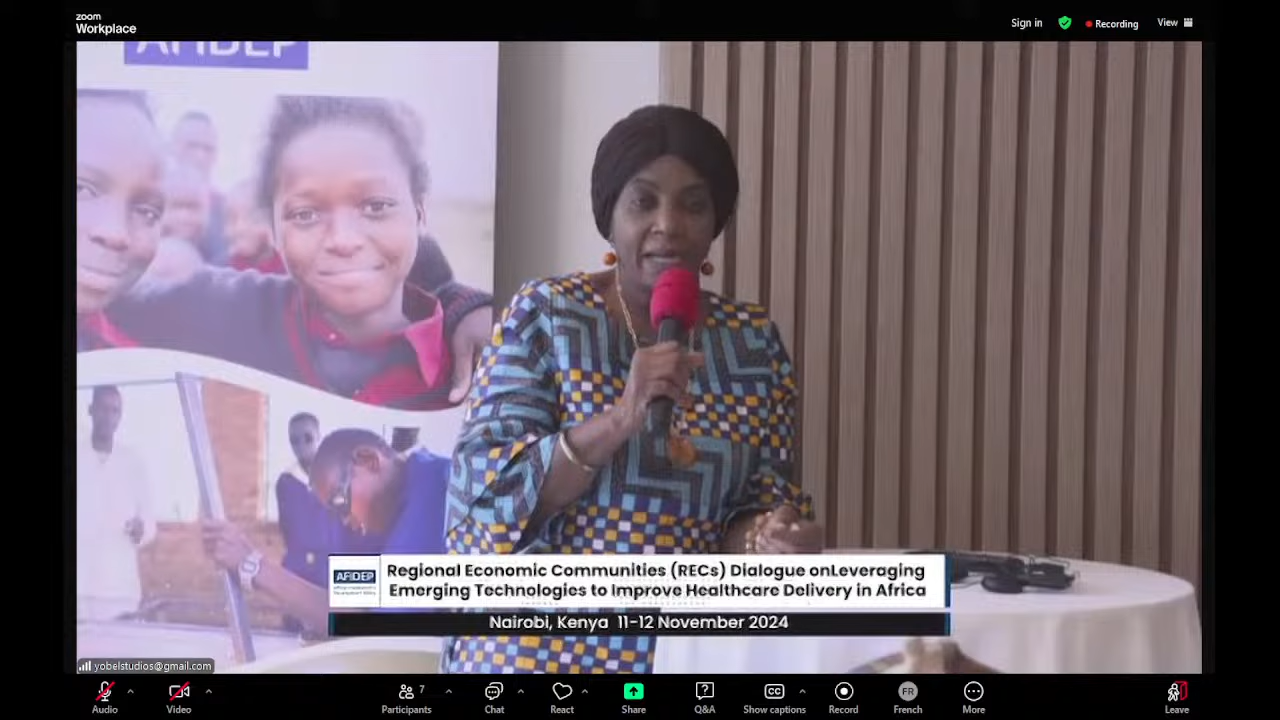 zoom
Workplace
Sign in
Recording
View
AFIDEP
AFIDEP
Regional Economic Communities (RECs) Dialogue onLeveraging
Emerging Technologies to Improve Healthcare Delivery in Africa
Nairobi, Kenya 11-12 November 2024
yobelstudios@gmail.com
Audio
Video
7
Participants
Chat
React
Share
Q&A
CC
Show captions
Record
FR
French
More
Leave